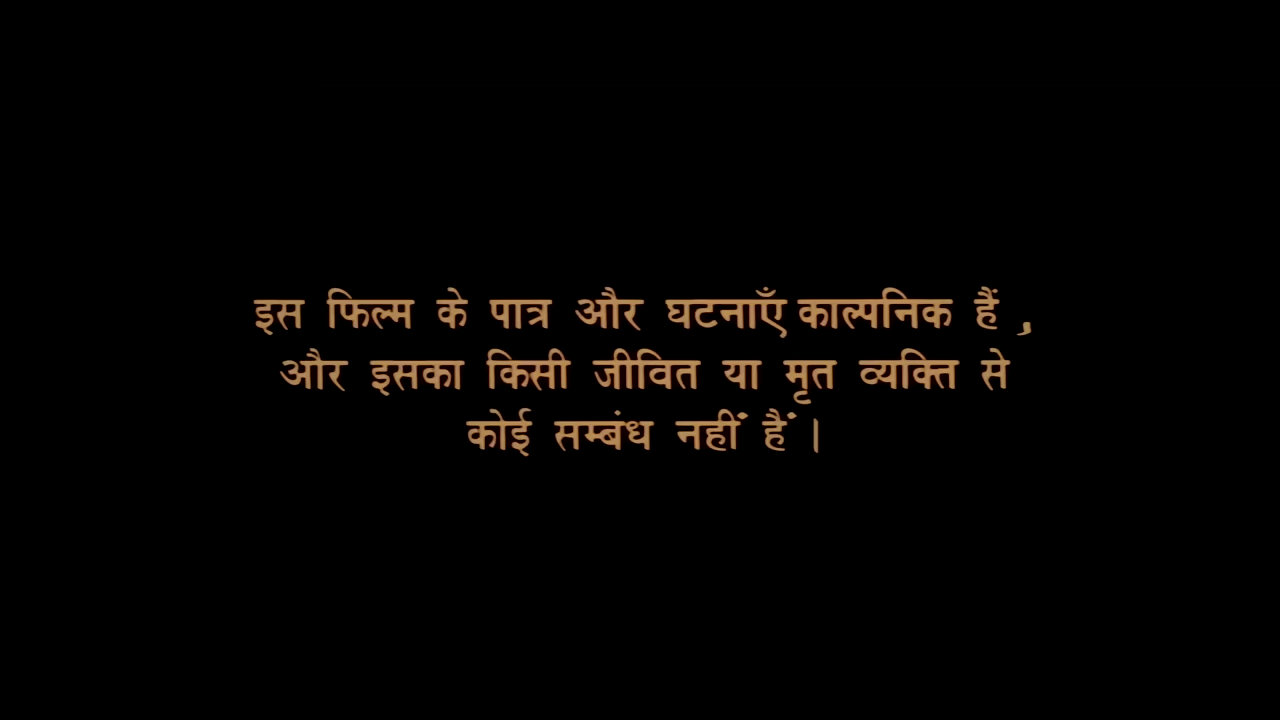 इस फिल्म के पात्र और घटनाएँ काल्पनिक हैं ,
और इसका किसी जीवित या मृत व्यक्ति से
कोई सम्बंध नहीं हैं ।